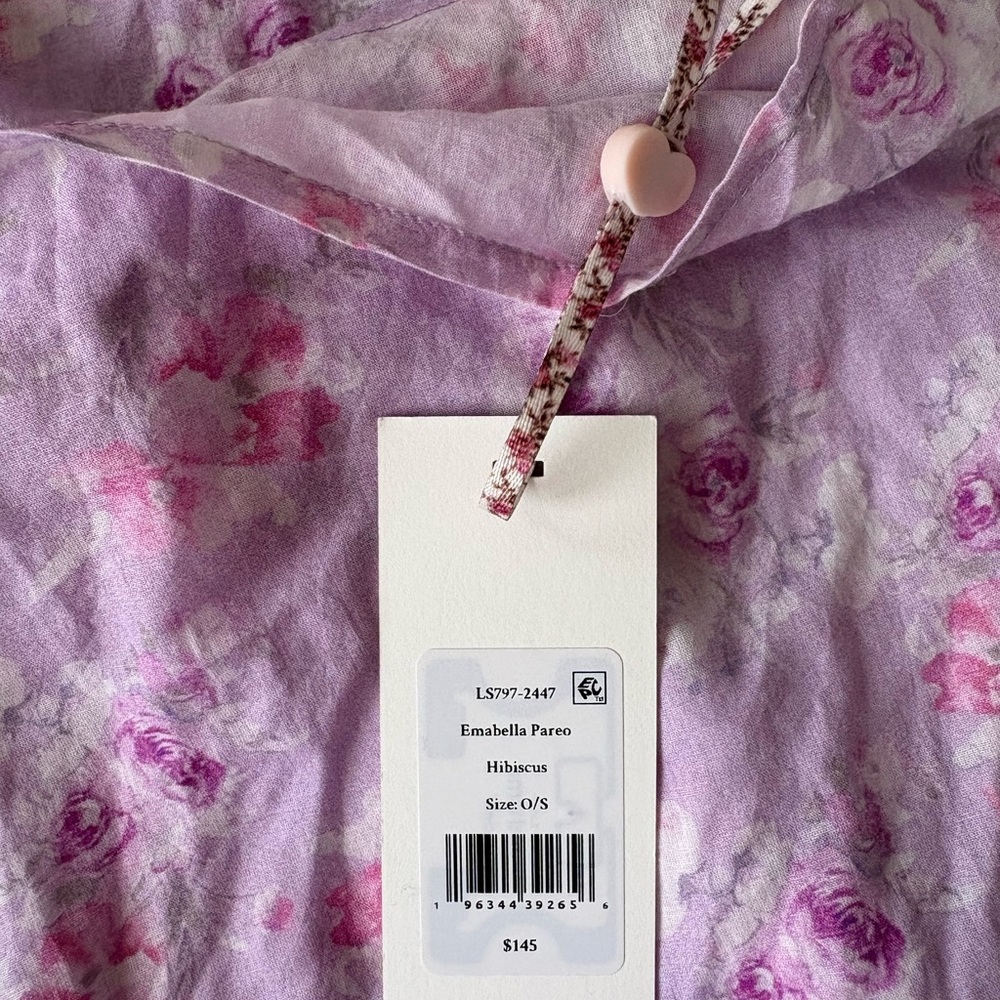 LS797-2447
Emabella Pareo
Hibiscus
Size: O/S
1 96344 39265 6
$145